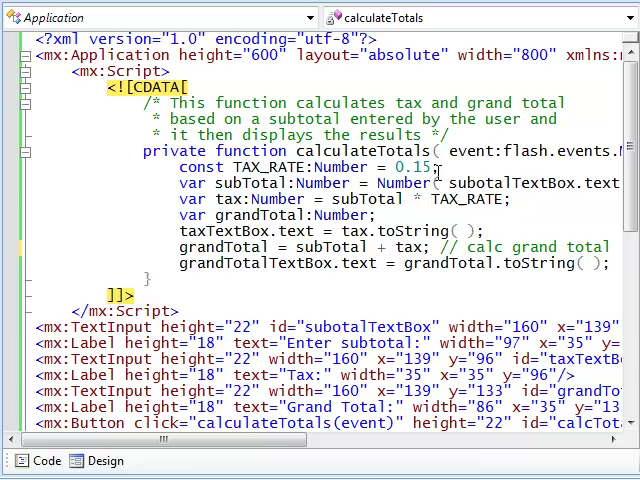 Application calculateTotals
<?xml version="1.0" encoding="utf-8"?>
<mx:Application height="600" layout="absolute" width="800" xmlns:n
<mx:Script>
<![CDATA[
/* This function calculates tax and grand total
* based on a subtotal entered by the user and
* it then displays the results */
private function calculateTotals( event:flash.events.M
const TAX_RATE:Number = 0.15;
var subTotal:Number = Number( subotalTextBox.text
var tax:Number = subTotal * TAX_RATE;
var grandTotal:Number;
taxTextBox.text = tax.toString( );
grandTotal = subTotal + tax; // calc grand total
grandTotalTextBox.text = grandTotal.toString( );
}
]]>
</mx:Script>
<mx:TextInput height="22" id="subotalTextBox" width="160" x="139"
<mx:Label height="18" text="Enter subtotal:" width="97" x="35" y=
<mx:TextInput height="22" width="160" x="139" y="96" id="taxTextB
<mx:Label height="18" text="Tax:" width="35" x="35" y="96"/>
<mx:TextInput height="22" width="160" x="139" y="133" id="grandTo
<mx:Label height="18" text="Grand Total:" width="86" x="35" y="13
<mx:Button click="calculateTotals(event)" height="22" id="calcTot
Code Design